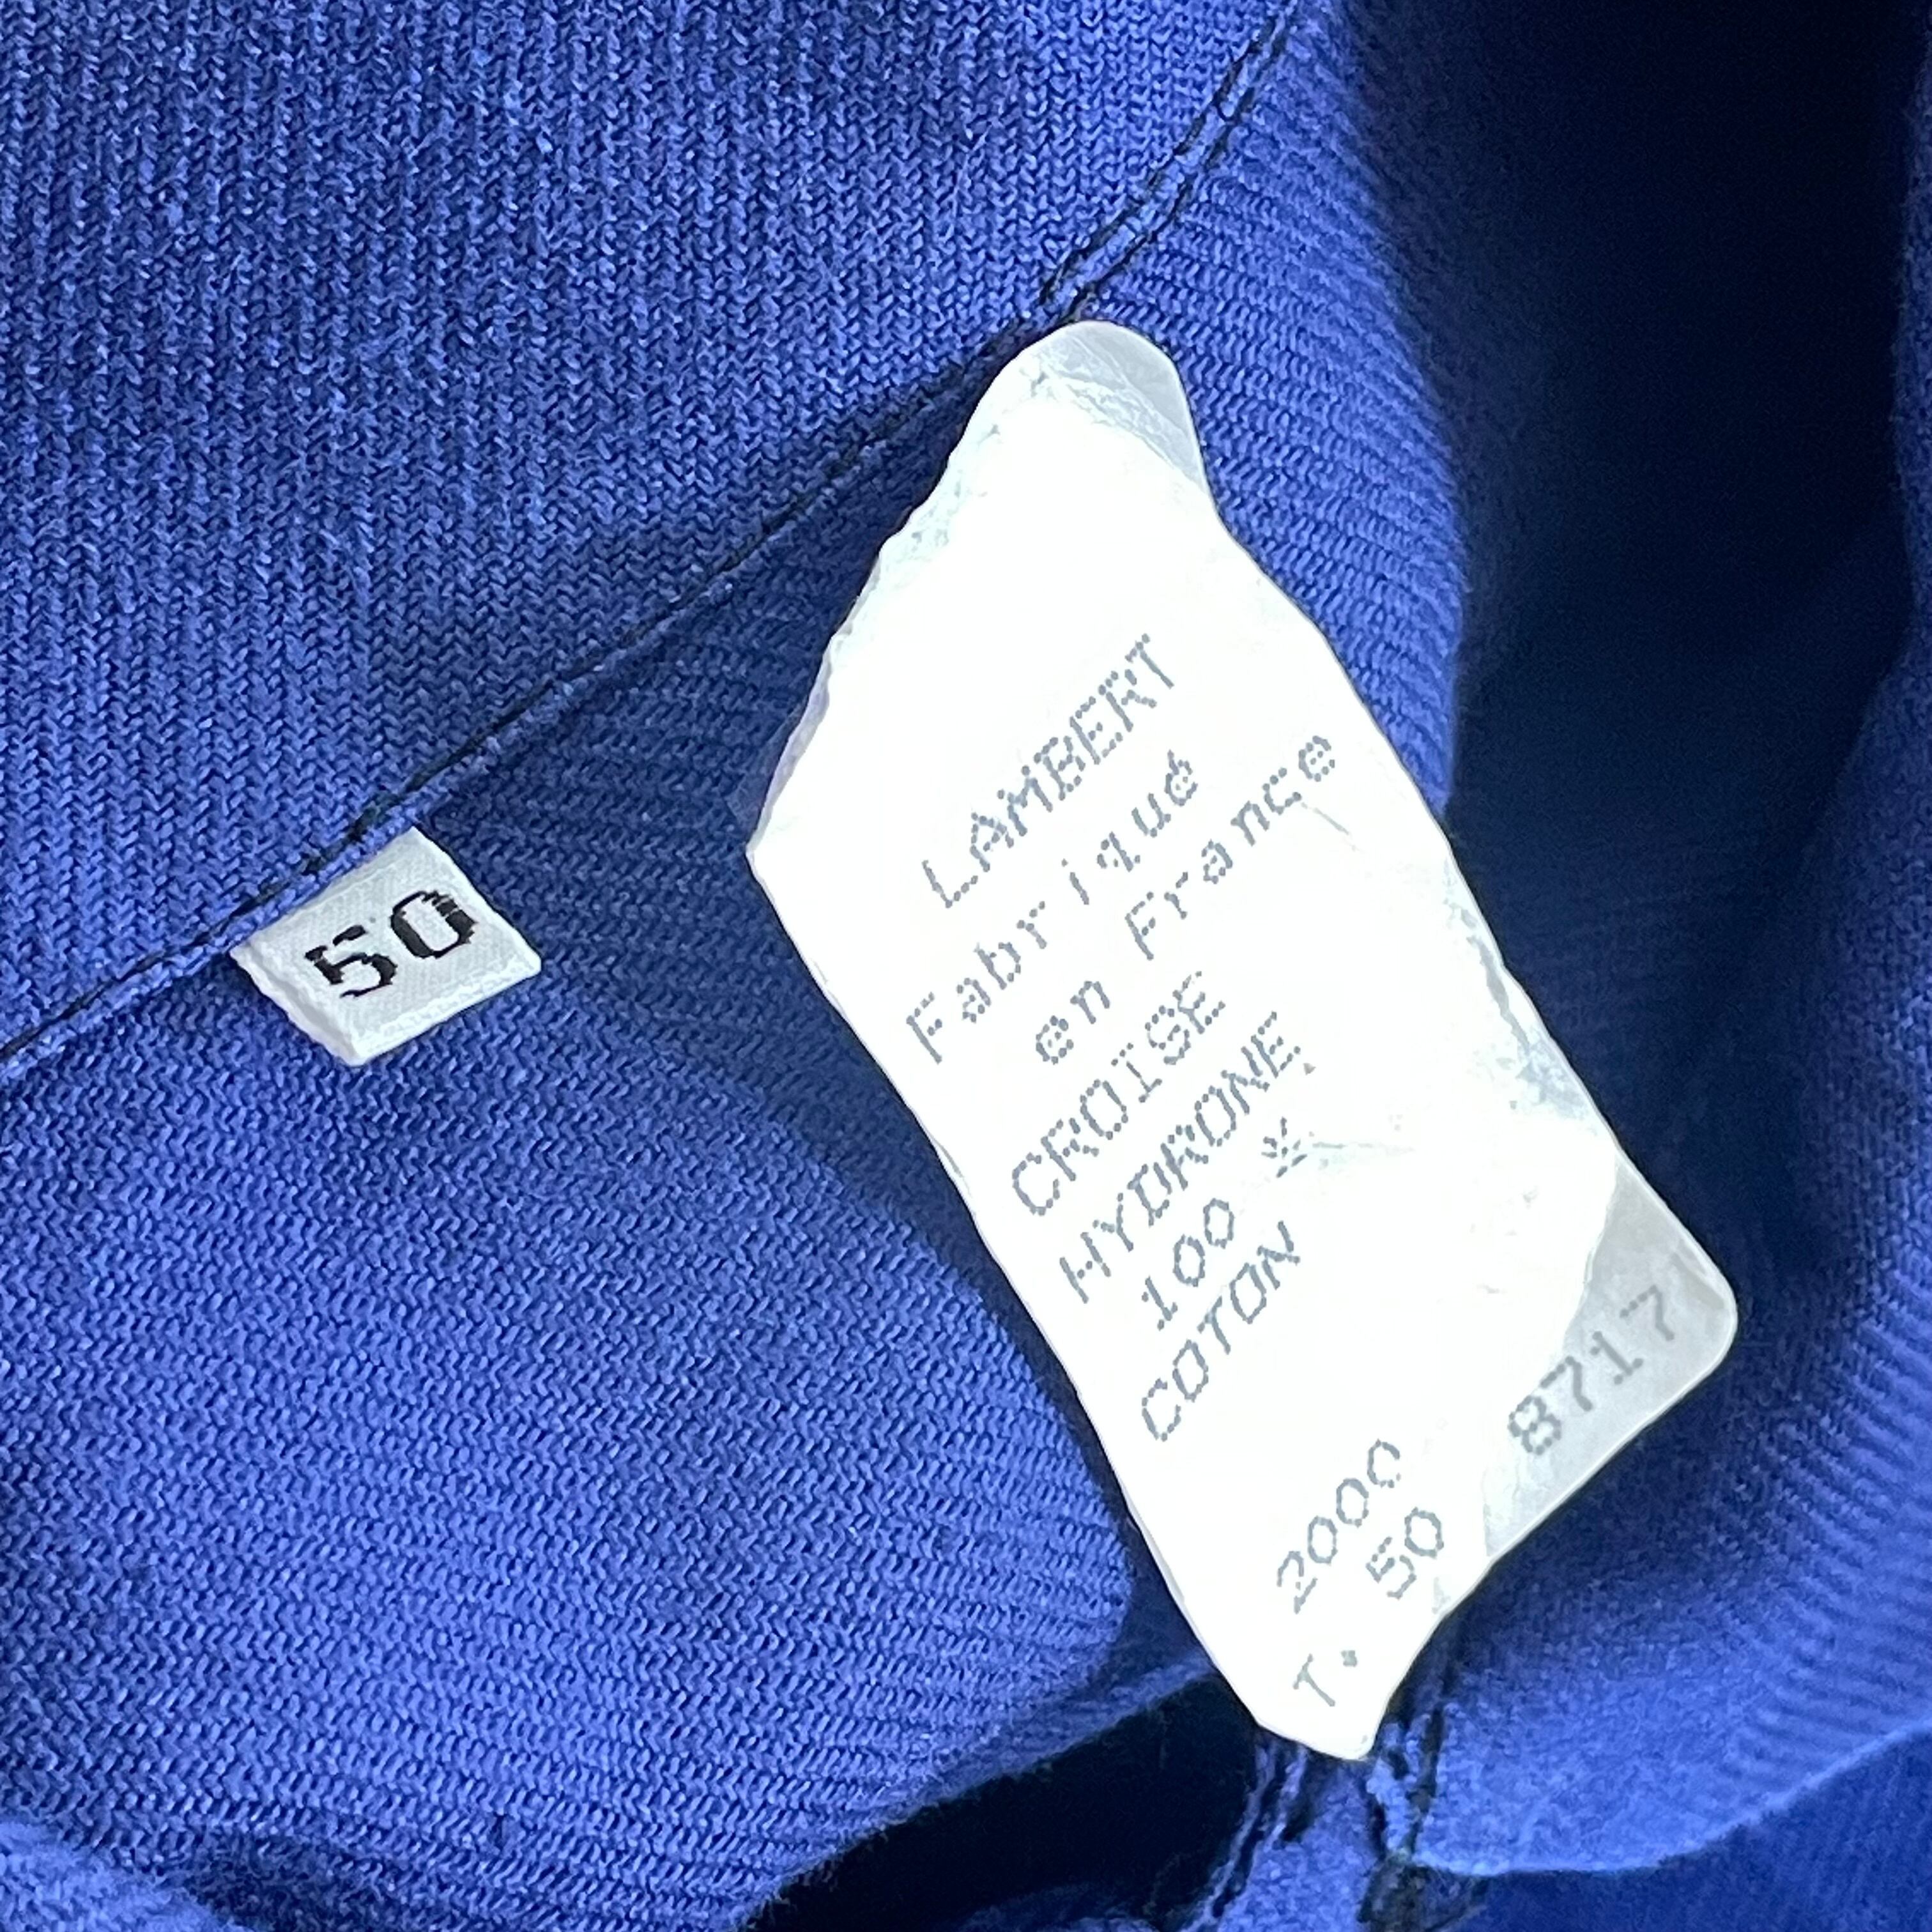 50
LAMBERT
Fabriqué
en France
CROISE
HYDRONE
100 %
COTON
2000 8717
T. 50